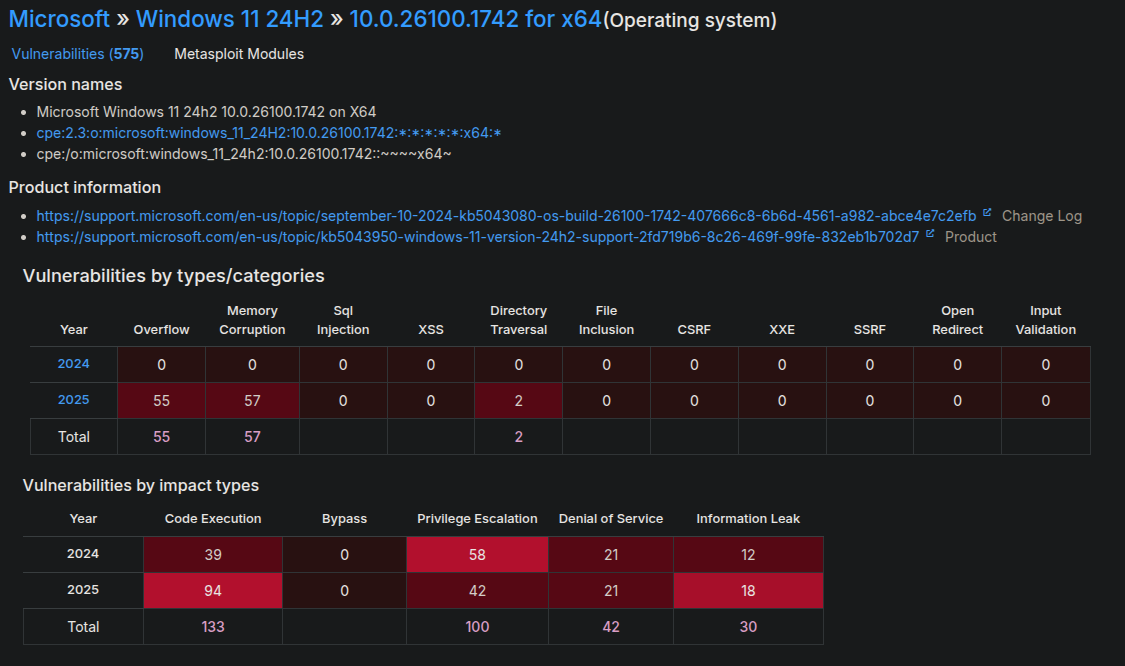 Microsoft » Windows 11 24H2 » 10.0.26100.1742 for x64(Operating system)
Vulnerabilities (575) Metasploit Modules
Version names
• Microsoft Windows 11 24h2 10.0.26100.1742 on X64
• cpe:2.3:o:microsoft:windows_11_24H2:10.0.26100.1742:*:*:*:*:*:x64:*
• cpe:/o:microsoft:windows_11_24h2:10.0.26100.1742::~~~~x64~
Product information
• https://support.microsoft.com/en-us/topic/september-10-2024-kb5043080-os-build-26100-1742-407666c8-6b6d-4561-a982-abce4e7c2efb Change Log
• https://support.microsoft.com/en-us/topic/kb5043950-windows-11-version-24h2-support-2fd719b6-8c26-469f-99fe-832eb1b702d7 Product
Vulnerabilities by types/categories
Year Overflow Memory Corruption Sql Injection XSS Directory Traversal File Inclusion CSRF XXE SSRF Open Redirect Input Validation
2024 0 0 0 0 0 0 0 0 0 0 0
2025 55 57 0 0 2 0 0 0 0 0 0
Total 55 57 2
Vulnerabilities by impact types
Year Code Execution Bypass Privilege Escalation Denial of Service Information Leak
2024 39 0 58 21 12
2025 94 0 42 21 18
Total 133 100 42 30